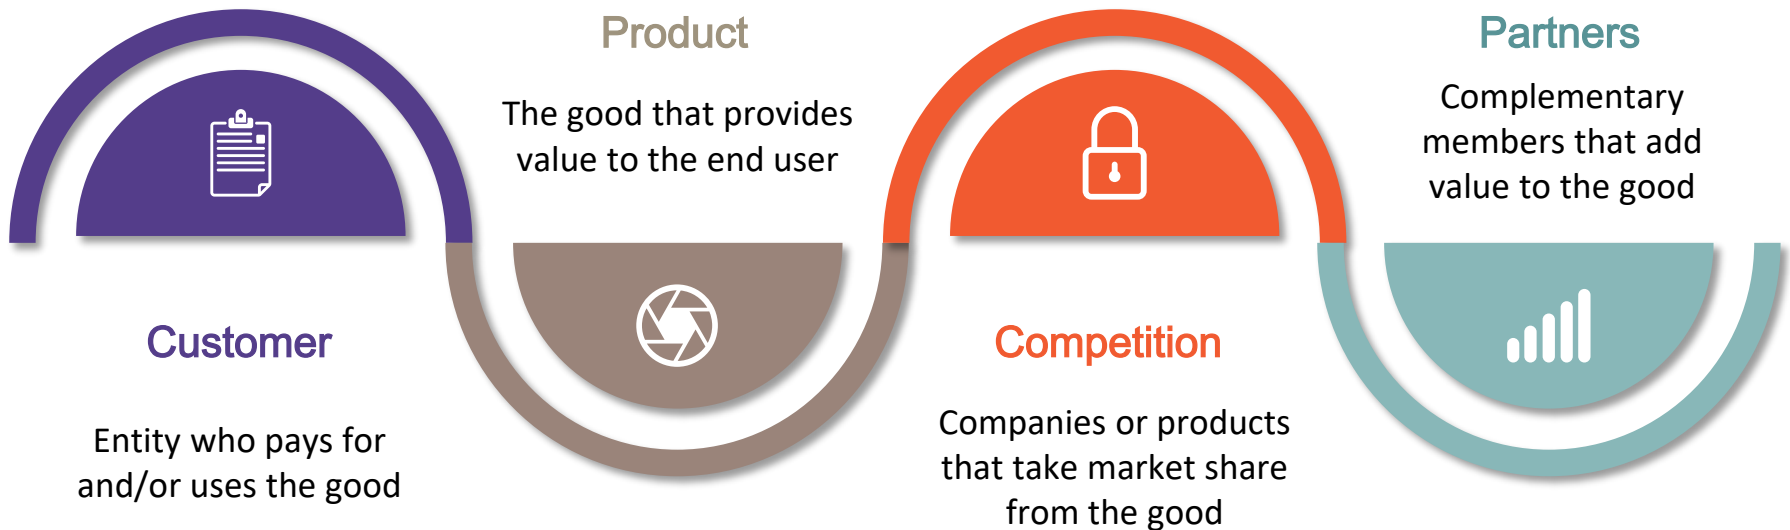 Customer
Entity who pays for
and/or uses the good
Product
The good that provides
value to the end user
Competition
Companies or products
that take market share
from the good
Partners
Complementary
members that add
value to the good